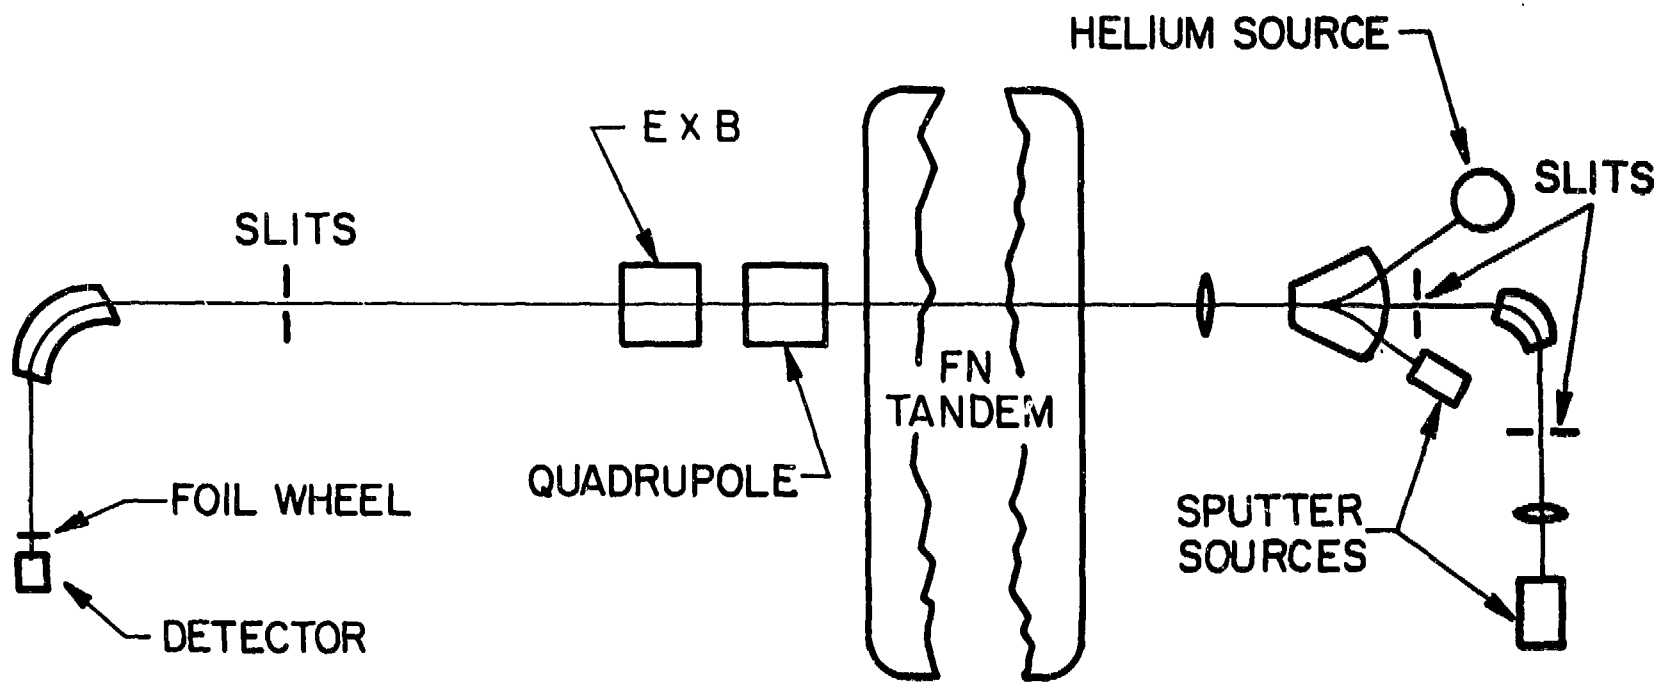 HELIUM SOURCE
E X B
SLITS
SLITS
FN
TANDEM
QUADRUPOLE
FOIL WHEEL
SPUTTER
SOURCES
DETECTOR